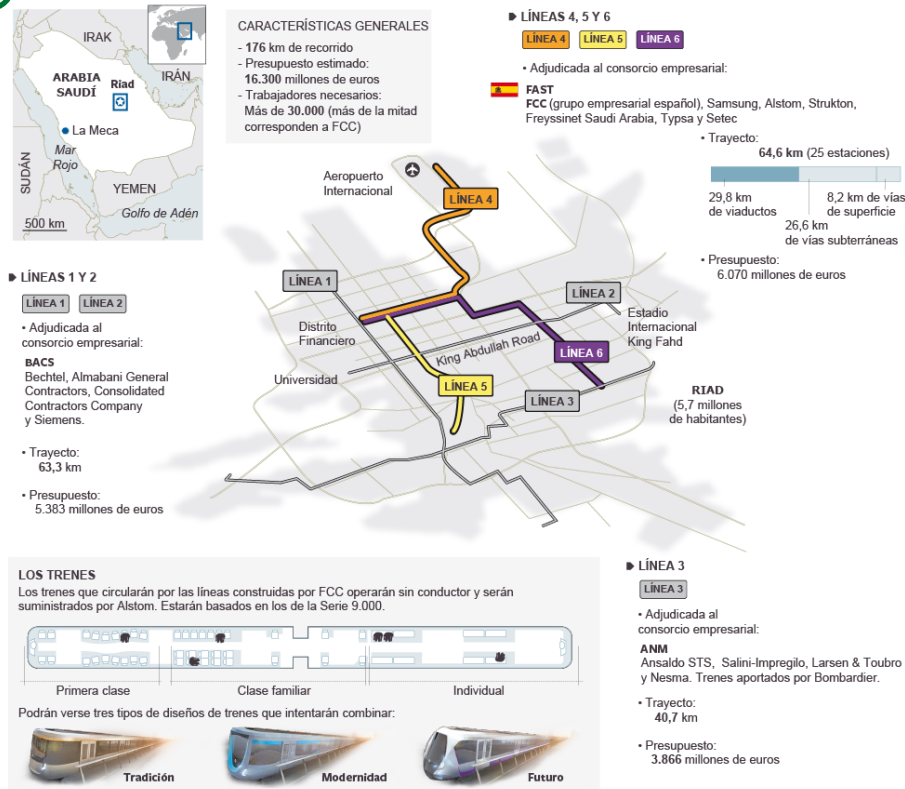 IRAK
ARABIA
SAUDÍ
Riad
IRÁN
La Meca
Mar
Rojo
SUDÁN
YEMEN
Golfo de Adén
500 km
CARACTERÍSTICAS GENERALES
- 176 km de recorrido
- Presupuesto estimado:
16.300 millones de euros
- Trabajadores necesarios:
Más de 30.000 (más de la mitad
corresponden a FCC)
LÍNEAS 4, 5 Y 6
LÍNEA 4 LÍNEA 5 LÍNEA 6
• Adjudicada al consorcio empresarial:
FAST
FCC (grupo empresarial español), Samsung, Alstom, Strukton,
Freyssinet Saudi Arabia, Typsa y Setec
• Trayecto:
64,6 km (25 estaciones)
29,8 km
de viaductos
26,6 km
de vías subterráneas
8,2 km de vías
de superficie
• Presupuesto:
6.070 millones de euros
Aeropuerto
Internacional
LÍNEA 4
LÍNEA 1
LÍNEA 2
Distrito
Financiero
Estadio
Internacional
King Fahd
King Abdullah Road
LÍNEA 6
Universidad
LÍNEA 5
LÍNEA 3
RIAD
(5,7 millones
de habitantes)
LÍNEAS 1 Y 2
LÍNEA 1 LÍNEA 2
• Adjudicada al
consorcio empresarial:
BACS
Bechtel, Almabani General
Contractors, Consolidated
Contractors Company
y Siemens.
• Trayecto:
63,3 km
• Presupuesto:
5.383 millones de euros
LOS TRENES
Los trenes que circularán por las líneas construidas por FCC operarán sin conductor y serán
suministrados por Alstom. Estarán basados en los de la Serie 9.000.
Primera clase
Clase familiar
Individual
Podrán verse tres tipos de diseños de trenes que intentarán combinar:
Tradición
Modernidad
Futuro
LÍNEA 3
LÍNEA 3
• Adjudicada al
consorcio empresarial:
ANM
Ansaldo STS, Salini-Impregilo, Larsen & Toubro
y Nesma. Trenes aportados por Bombardier.
• Trayecto:
40,7 km
• Presupuesto:
3.866 millones de euros